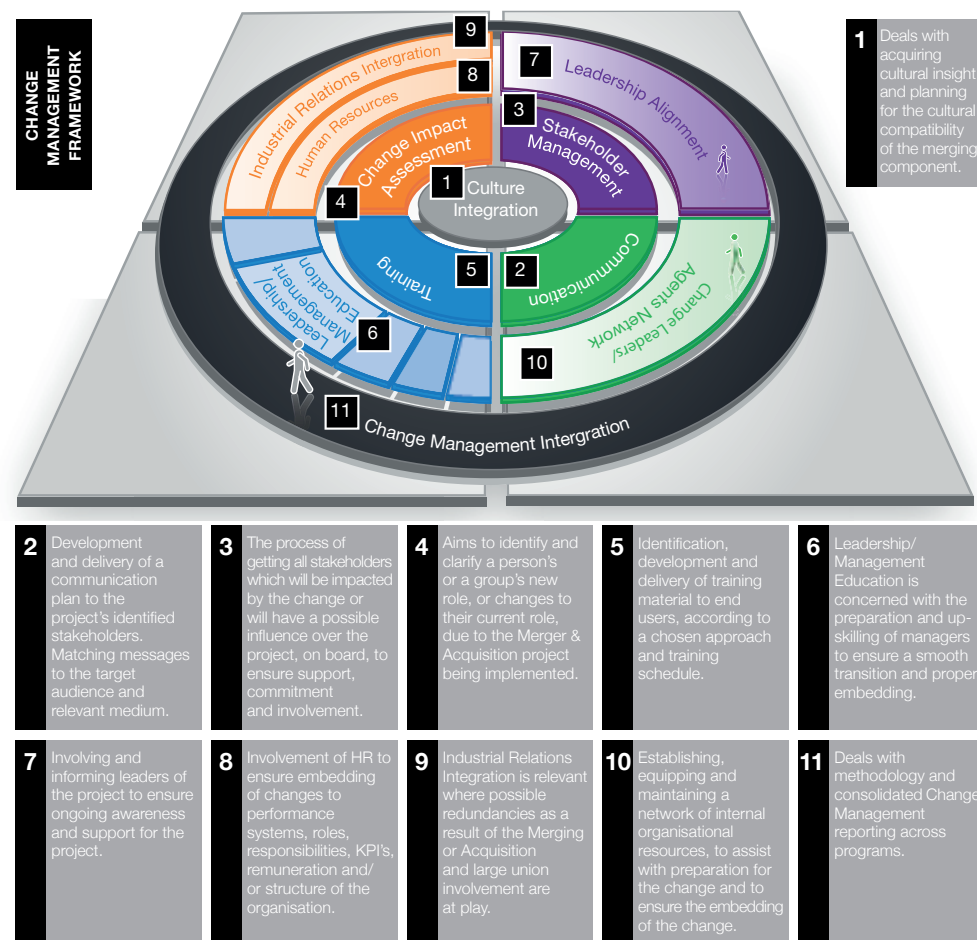 CHANGE
MANAGEMENT
FRAMEWORK
9
Industrial Relations Intergration
8
Human Resources
7
Leadership Alignment
3
Stakeholder
Management
Change Impact
Assessment
4
1
Culture
Integration
5
Training
2
Communication
Leadership/
Management
Education
6
10
Change Leaders/
Agents Network
11
Change Management Intergration
1
Deals with
acquiring
cultural insight
and planning
for the cultural
compatibility
of the merging
component.
2
Development
and delivery of a
communication
plan to the
project's identified
stakeholders.
Matching messages
to the target
audience and
relevant medium.
3
The process of
getting all stakeholders
which will be impacted
by the change or
will have a possible
influence over the
project, on board, to
ensure support,
commitment
and involvement.
4
Aims to identify and
clarify a person's
or a group's new
role, or changes to
their current role,
due to the Merger &
Acquisition project
being implemented.
5
Identification,
development and
delivery of training
material to end
users, according to
a chosen approach
and training
schedule.
6
Leadership/
Management
Education is
concerned with the
preparation and up-
skilling of managers
to ensure a smooth
transition and proper
embedding.
7
Involving and
informing leaders of
the project to ensure
ongoing awareness
and support for the
project.
8
Involvement of HR to
ensure embedding
of changes to
performance
systems, roles,
responsibilities, KPI's,
remuneration and/
or structure of the
organisation.
9
Industrial Relations
Integration is relevant
where possible
redundancies as a
result of the Merging
or Acquisition
and large union
involvement are
at play.
10
Establishing,
equipping and
maintaining a
network of internal
organisational
resources, to assist
with preparation for
the change and to
ensure the embedding
of the change.
11
Deals with
methodology and
consolidated Change
Management
reporting across
programs.